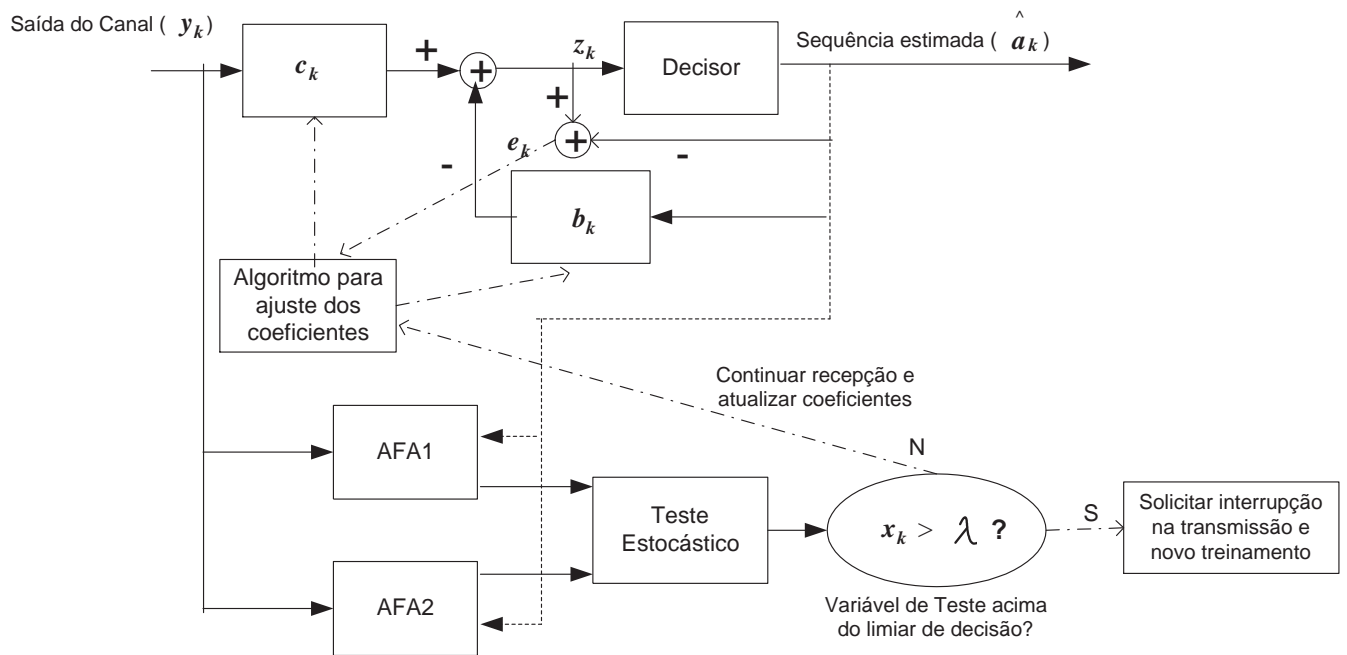 Saída do Canal ( y_k )
Sequência estimada ( â_k )
c_k
+
+
z_k
Decisor
+
+
-
e_k
-
b_k
Algoritmo para
ajuste dos
coeficientes
Continuar recepção e
atualizar coeficientes
AFA1
N
Teste
Estocástico
x_k > λ ?
S
Solicitar interrupção
na transmissão e
novo treinamento
AFA2
Variável de Teste acima
do limiar de decisão?